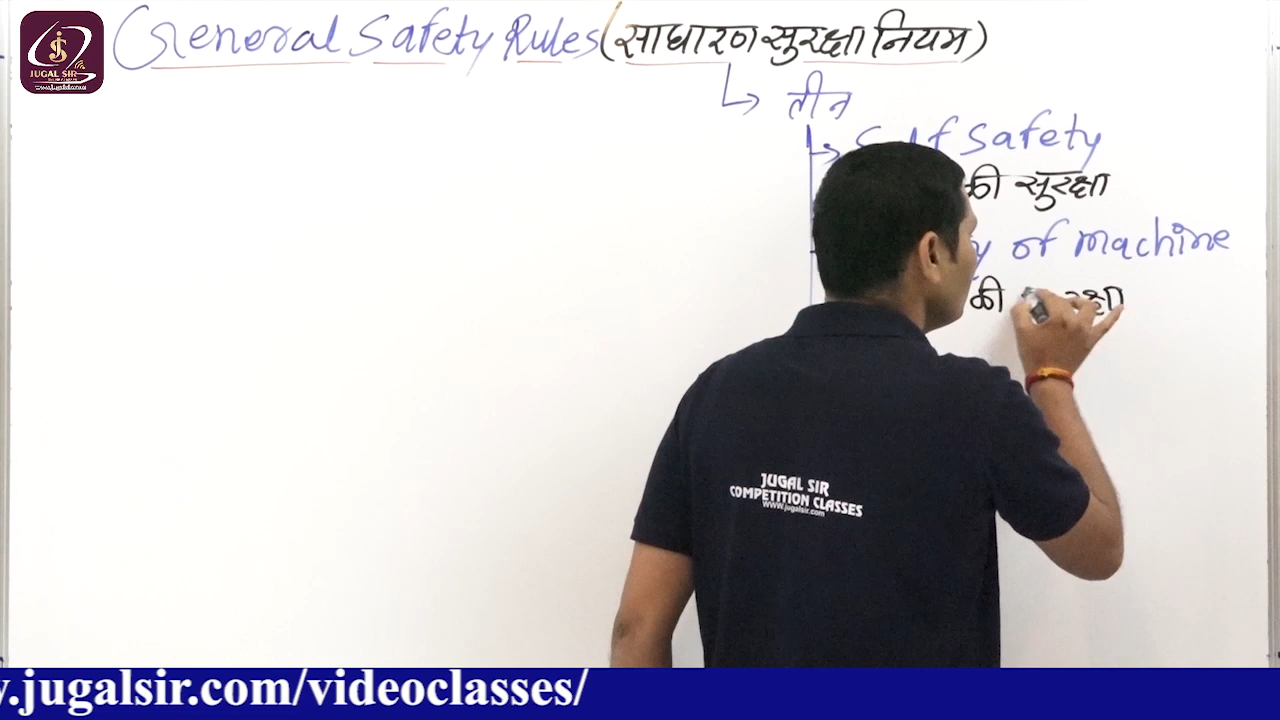 General Safety Rules (साधारण सुरक्षा नियम)
तीन
Self Safety
की सुरक्षा
of machine
की
JUGAL SIR
JUGAL SIR
COMPETITION CLASSES
www.jugalsir.com
.jugalsir.com/videoclasses/